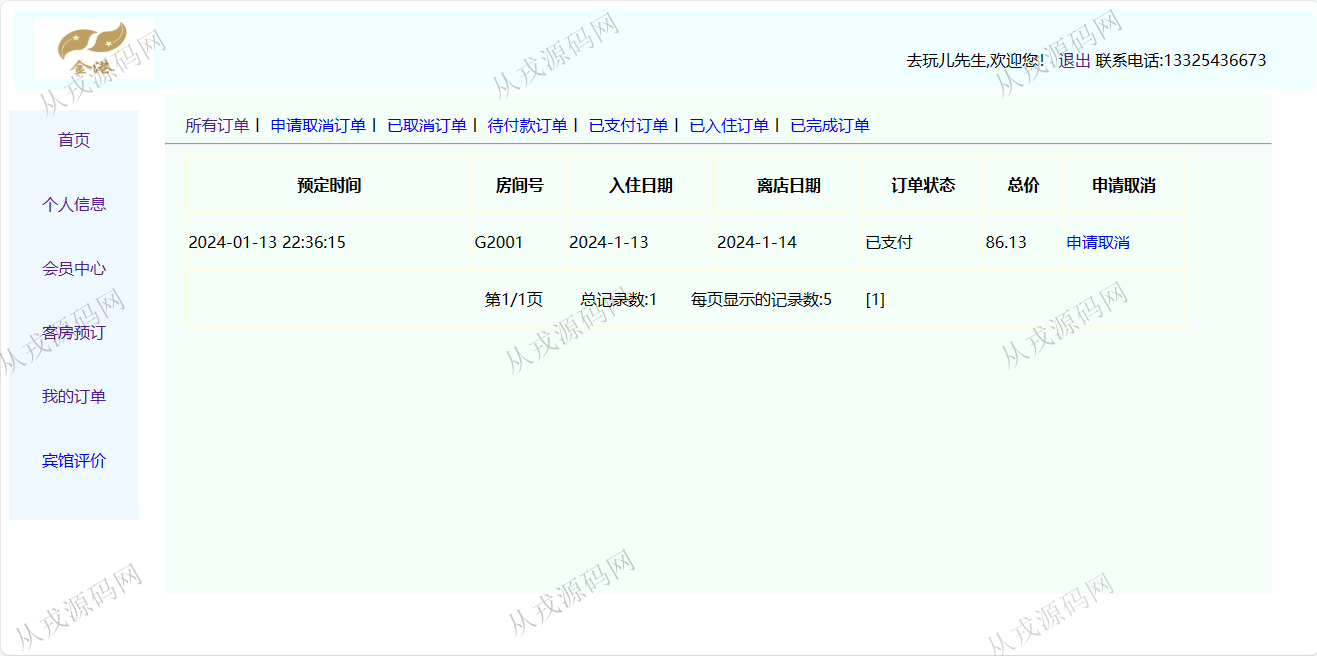 金港
去玩儿先生,欢迎您! 退出 联系电话:13325436673
首页
个人信息
会员中心
客房预订
我的订单
宾馆评价
所有订单 | 申请取消订单 | 已取消订单 | 待付款订单 | 已支付订单 | 已入住订单 | 已完成订单
预定时间 房间号 入住日期 离店日期 订单状态 总价 申请取消
2024-01-13 22:36:15 G2001 2024-1-13 2024-1-14 已支付 86.13 申请取消
第1/1页 总记录数:1 每页显示的记录数:5 [1]
从戎源码网
从戎源码网
从戎源码网
从戎源码网
从戎源码网
从戎源码网
从戎源码网
从戎源码网
从戎源码网